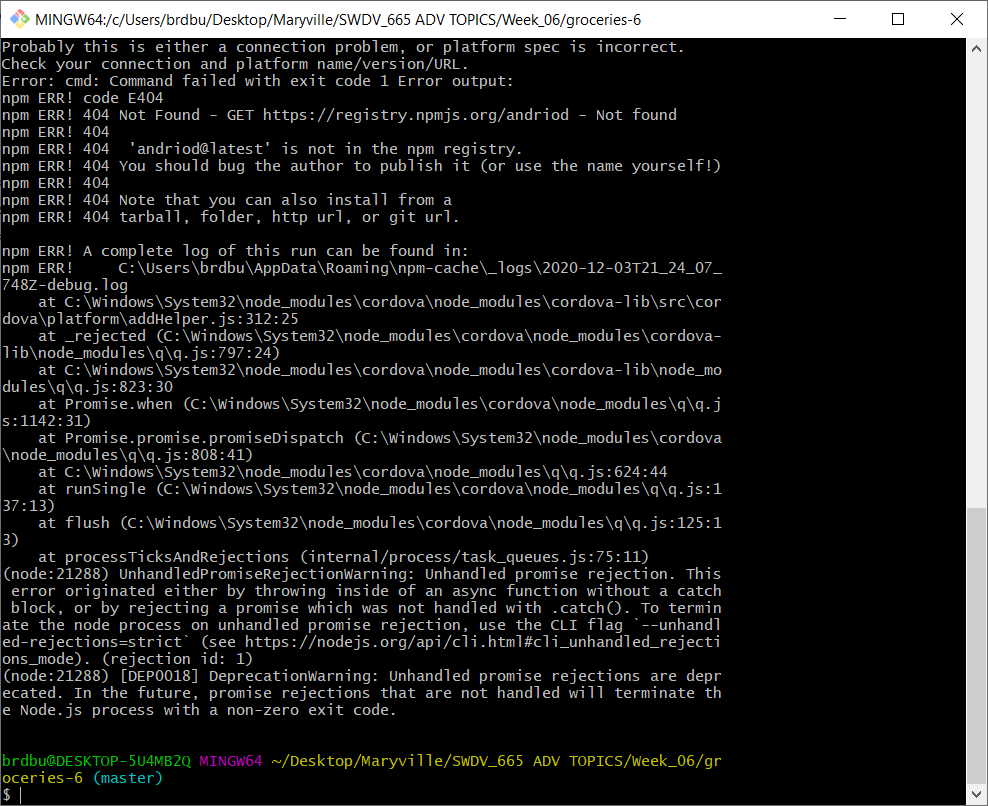 MINGW64:/c/Users/brdbu/Desktop/Maryville/SWDV_665 ADV TOPICS/Week_06/groceries-6
Probably this is either a connection problem, or platform spec is incorrect.
Check your connection and platform name/version/URL.
Error: cmd: Command failed with exit code 1 Error output:
npm ERR! code E404
npm ERR! 404 Not Found - GET https://registry.npmjs.org/andriod - Not found
npm ERR! 404
npm ERR! 404  'andriod@latest' is not in the npm registry.
npm ERR! 404 You should bug the author to publish it (or use the name yourself!)
npm ERR! 404
npm ERR! 404 Note that you can also install from a
npm ERR! 404 tarball, folder, http url, or git url.
npm ERR! A complete log of this run can be found in:
npm ERR!     C:\Users\brdbu\AppData\Roaming\npm-cache\_logs\2020-12-03T21_24_07_
748Z-debug.log
    at C:\Windows\System32\node_modules\cordova\node_modules\cordova-lib\src\cor
dova\platform\addHelper.js:312:25
    at _rejected (C:\Windows\System32\node_modules\cordova\node_modules\cordova-
lib\node_modules\q\q.js:797:24)
    at C:\Windows\System32\node_modules\cordova\node_modules\cordova-lib\node_mo
dules\q\q.js:823:30
    at Promise.when (C:\Windows\System32\node_modules\cordova\node_modules\q\q.j
s:1142:31)
    at Promise.promise.promiseDispatch (C:\Windows\System32\node_modules\cordova
\node_modules\q\q.js:808:41)
    at C:\Windows\System32\node_modules\cordova\node_modules\q\q.js:624:44
    at runSingle (C:\Windows\System32\node_modules\cordova\node_modules\q\q.js:1
37:13)
    at flush (C:\Windows\System32\node_modules\cordova\node_modules\q\q.js:125:1
3)
    at processTicksAndRejections (internal/process/task_queues.js:75:11)
(node:21288) UnhandledPromiseRejectionWarning: Unhandled promise rejection. This
 error originated either by throwing inside of an async function without a catch
 block, or by rejecting a promise which was not handled with .catch(). To termin
ate the node process on unhandled promise rejection, use the CLI flag `--unhandl
ed-rejections=strict` (see https://nodejs.org/api/cli.html#cli_unhandled_rejecti
ons_mode). (rejection id: 1)
(node:21288) [DEP0018] DeprecationWarning: Unhandled promise rejections are depr
ecated. In the future, promise rejections that are not handled will terminate th
e Node.js process with a non-zero exit code.
brdbu@DESKTOP-5U4MB2Q MINGW64 ~/Desktop/Maryville/SWDV_665 ADV TOPICS/Week_06/gr
oceries-6 (master)
$